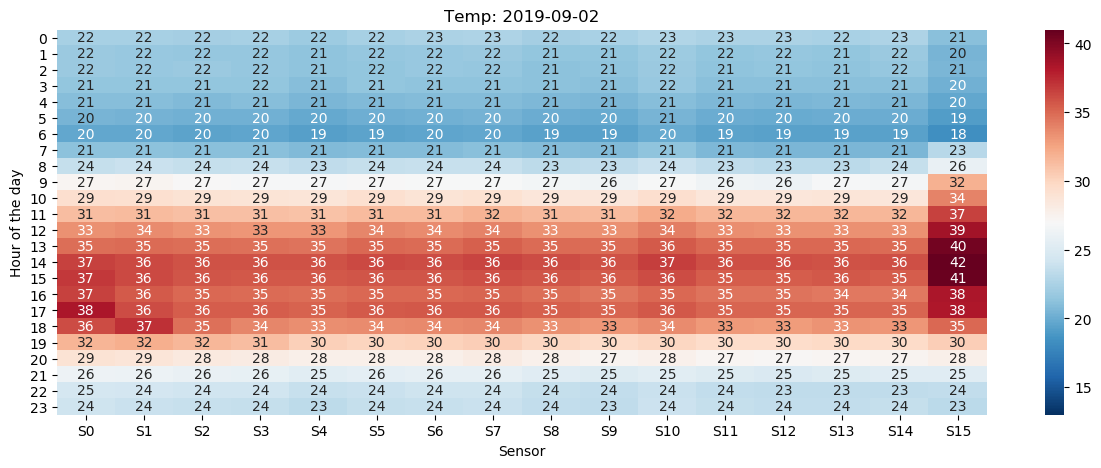 Temp: 2019-09-02
Hour of the day
0 22 22 22 22 22 22 23 23 22 22 23 23 23 22 23 21
1 22 22 22 22 21 22 22 22 21 21 22 22 22 21 22 20
2 22 22 22 22 21 22 22 22 21 21 22 21 21 21 22 21
3 21 21 21 22 21 21 21 21 21 21 22 21 21 21 21 20
4 21 21 21 21 21 21 21 21 21 21 21 21 21 21 21 20
5 20 20 20 20 20 20 20 20 20 20 21 20 20 20 20 19
6 20 20 20 20 19 19 20 20 19 19 20 19 19 19 19 18
7 21 21 21 21 21 21 21 21 21 21 21 21 21 21 21 23
8 24 24 24 24 23 24 24 24 23 23 24 23 23 23 24 26
9 27 27 27 27 27 27 27 27 27 26 27 26 26 27 27 32
10 29 29 29 29 29 29 29 29 29 29 29 29 29 29 29 34
11 31 31 31 31 31 31 31 32 31 31 32 32 32 32 32 37
12 33 34 33 33 33 34 34 34 33 33 34 33 33 33 33 39
13 35 35 35 35 35 35 35 35 35 35 36 35 35 35 35 40
14 37 36 36 36 36 36 36 36 36 36 37 36 36 36 36 42
15 37 36 36 36 36 36 36 36 36 36 36 35 35 36 35 41
16 37 36 35 35 35 35 35 35 35 35 35 35 35 34 34 38
17 38 36 36 36 35 36 35 36 35 35 36 35 35 35 35 38
18 36 37 35 34 33 34 34 34 33 33 34 33 33 33 33 35
19 32 32 32 31 30 30 30 30 30 30 30 30 30 30 30 30
20 29 29 28 28 28 28 28 28 28 27 28 27 27 27 27 28
21 26 26 26 26 25 26 26 26 25 25 25 25 25 25 25 25
22 25 24 24 24 24 24 24 24 24 24 24 24 23 23 23 24
23 24 24 24 24 23 24 24 24 24 23 24 24 24 24 24 23
S0 S1 S2 S3 S4 S5 S6 S7 S8 S9 S10 S11 S12 S13 S14 S15
Sensor
40
35
30
25
20
15